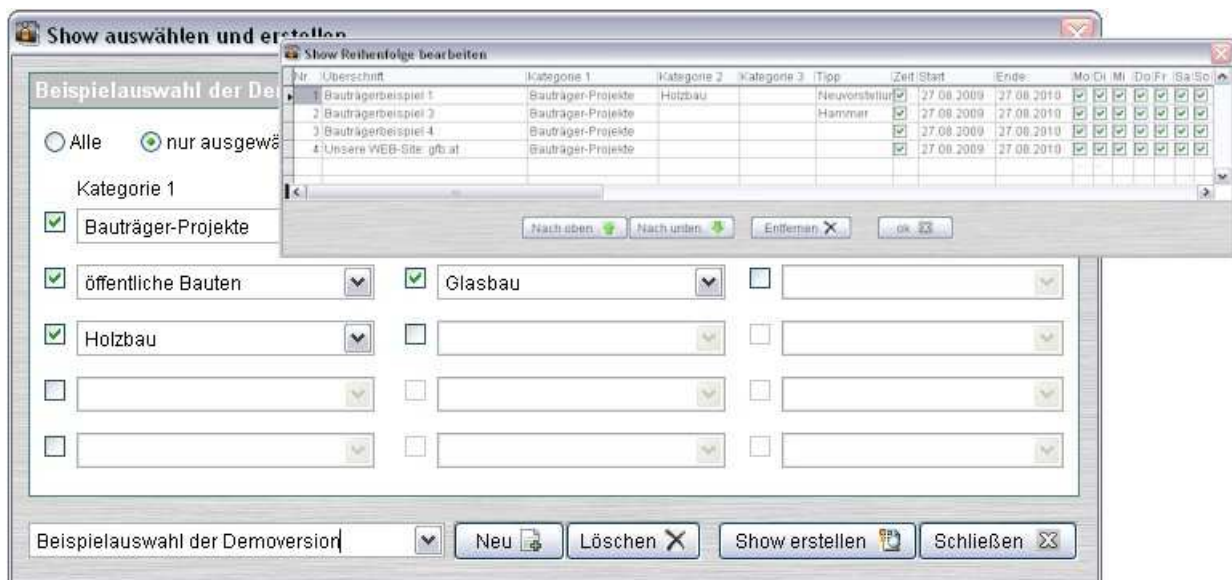 Show auswählen und erstellen
Show Reihenfolge bearbeiten
Nr. Überschrift Kategorie 1 Kategorie 2 Kategorie 3 Tipp Zeit Start Ende Mo Di Mi Do Fr Sa So
1 Bauträgerbeispiel 1 Bauträger-Projekte Holzbau Neuvorstellun 27.08.2009 27.08.2010
2 Bauträgerbeispiel 3 Bauträger-Projekte Hammer 27.08.2009 27.08.2010
3 Bauträgerbeispiel 4 Bauträger-Projekte 27.08.2009 27.08.2010
4 Unsere WEB-Site: gfb.at Bauträger-Projekte 27.08.2009 27.08.2010
Nach oben Nach unten Entfernen ok
Beispielauswahl der De
Alle nur ausgewä
Kategorie 1
Bauträger-Projekte
öffentliche Bauten Glasbau
Holzbau
Beispielauswahl der Demoversion Neu Löschen Show erstellen Schließen